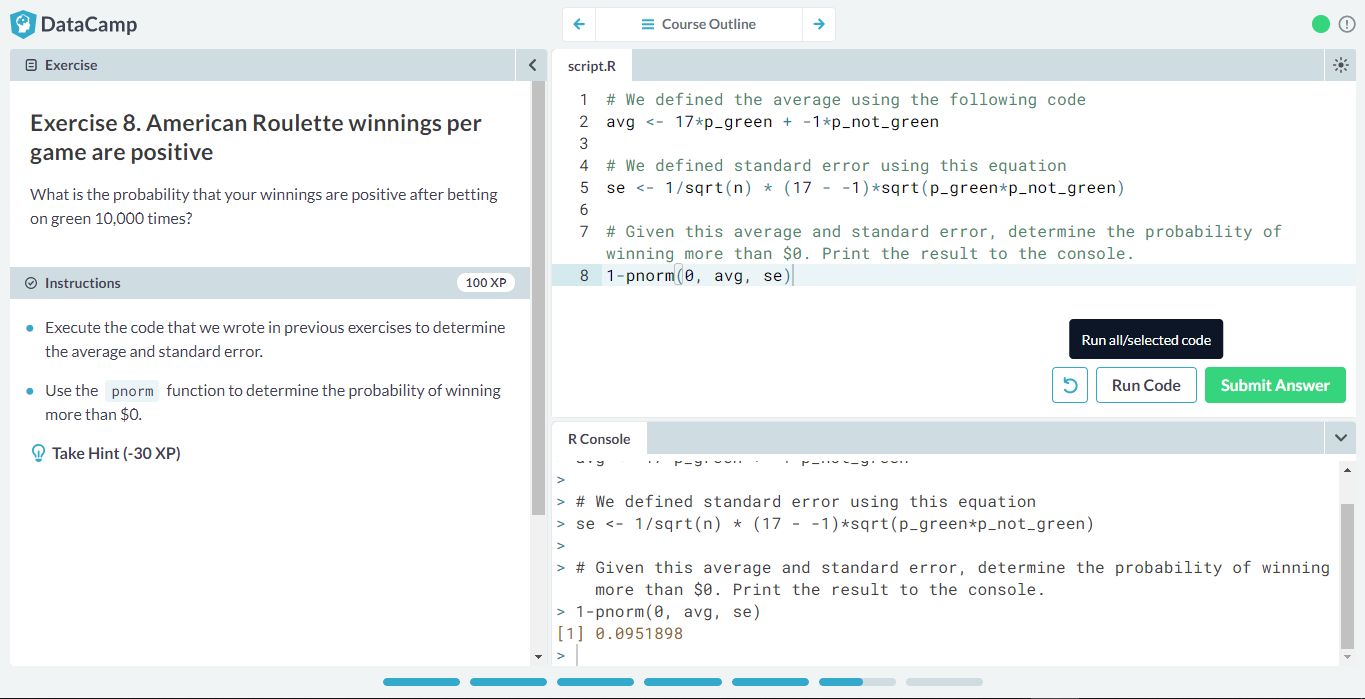 DataCamp
Course Outline
Exercise
Exercise 8. American Roulette winnings per
game are positive
What is the probability that your winnings are positive after betting
on green 10,000 times?
Instructions
100 XP
Execute the code that we wrote in previous exercises to determine
the average and standard error.
Use the pnorm function to determine the probability of winning
more than $0.
Take Hint (-30 XP)
script.R
1 # We defined the average using the following code
2 avg <- 17*p_green + -1*p_not_green
3
4 # We defined standard error using this equation
5 se <- 1/sqrt(n) * (17 - -1)*sqrt(p_green*p_not_green)
6
7 # Given this average and standard error, determine the probability of
winning more than $0. Print the result to the console.
8 1-pnorm(0, avg, se)
Run all/selected code
Run Code
Submit Answer
R Console
>
> # We defined standard error using this equation
> se <- 1/sqrt(n) * (17 - -1)*sqrt(p_green*p_not_green)
>
> # Given this average and standard error, determine the probability of winning
more than $0. Print the result to the console.
> 1-pnorm(0, avg, se)
[1] 0.0951898
>